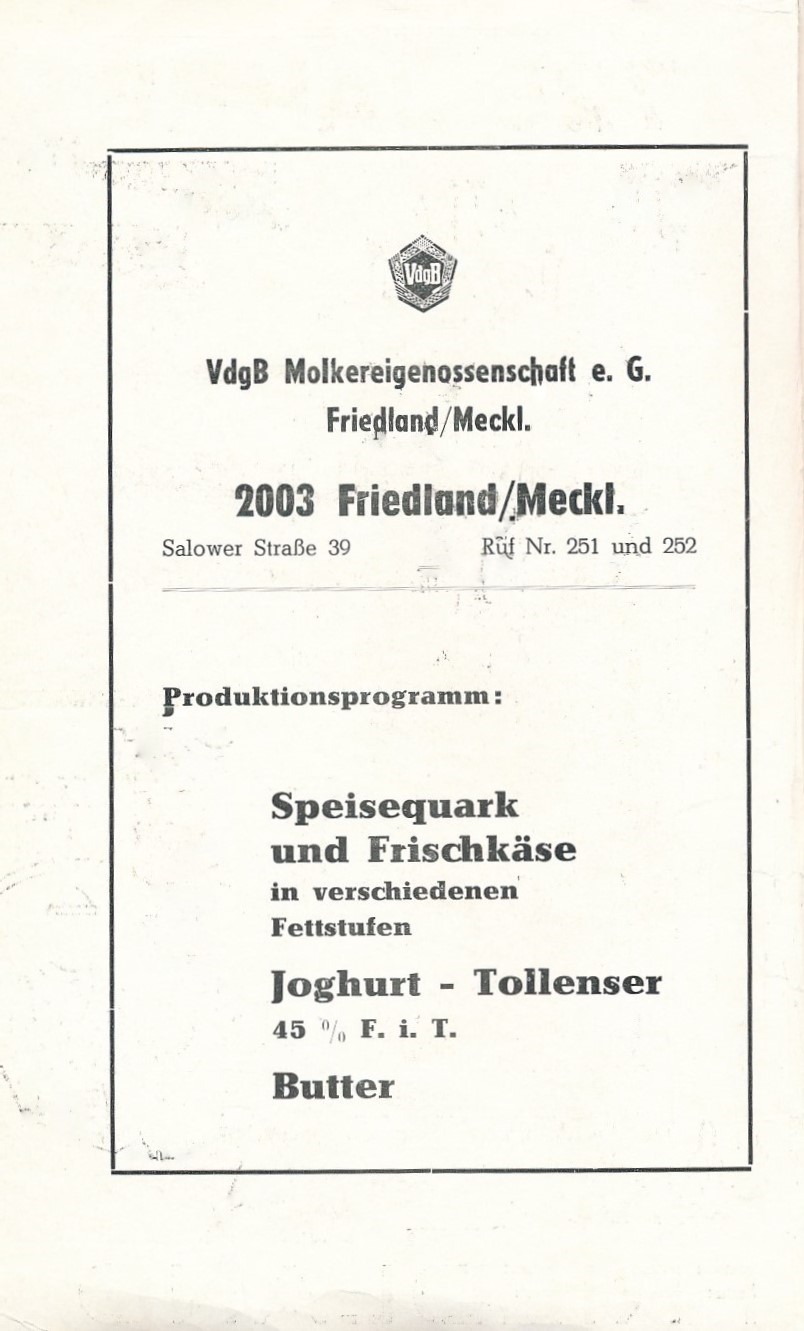 VdgB
VdgB Molkereigenossenschaft e. G.
Friedland/Meckl.
2003 Friedland/Meckl.
Salower Straße 39 Ruf Nr. 251 und 252
Produktionsprogramm:
Speisequark
und Frischkäse
in verschiedenen
Fettstufen
Joghurt - Tollenser
45 % F. i. T.
Butter